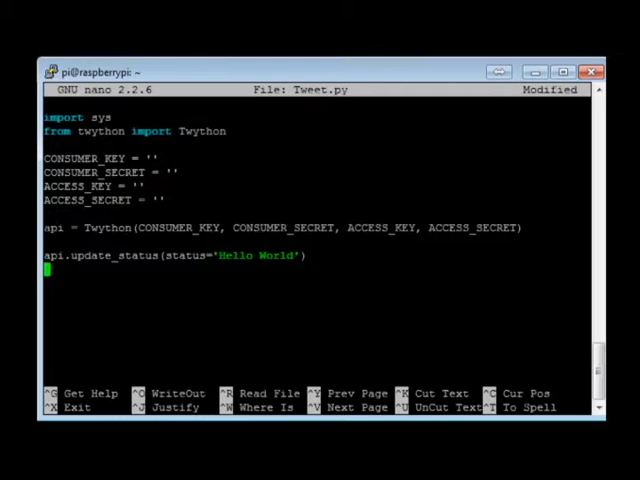 pi@raspberrypi: ~
GNU nano 2.2.6 File: Tweet.py Modified
import sys
from twython import Twython
CONSUMER_KEY = ''
CONSUMER_SECRET = ''
ACCESS_KEY = ''
ACCESS_SECRET = ''
api = Twython(CONSUMER_KEY, CONSUMER_SECRET, ACCESS_KEY, ACCESS_SECRET)
api.update_status(status='Hello World')
^G Get Help ^O WriteOut ^R Read File ^Y Prev Page ^K Cut Text ^C Cur Pos
^X Exit ^J Justify ^W Where Is ^V Next Page ^U UnCut Text ^T To Spell